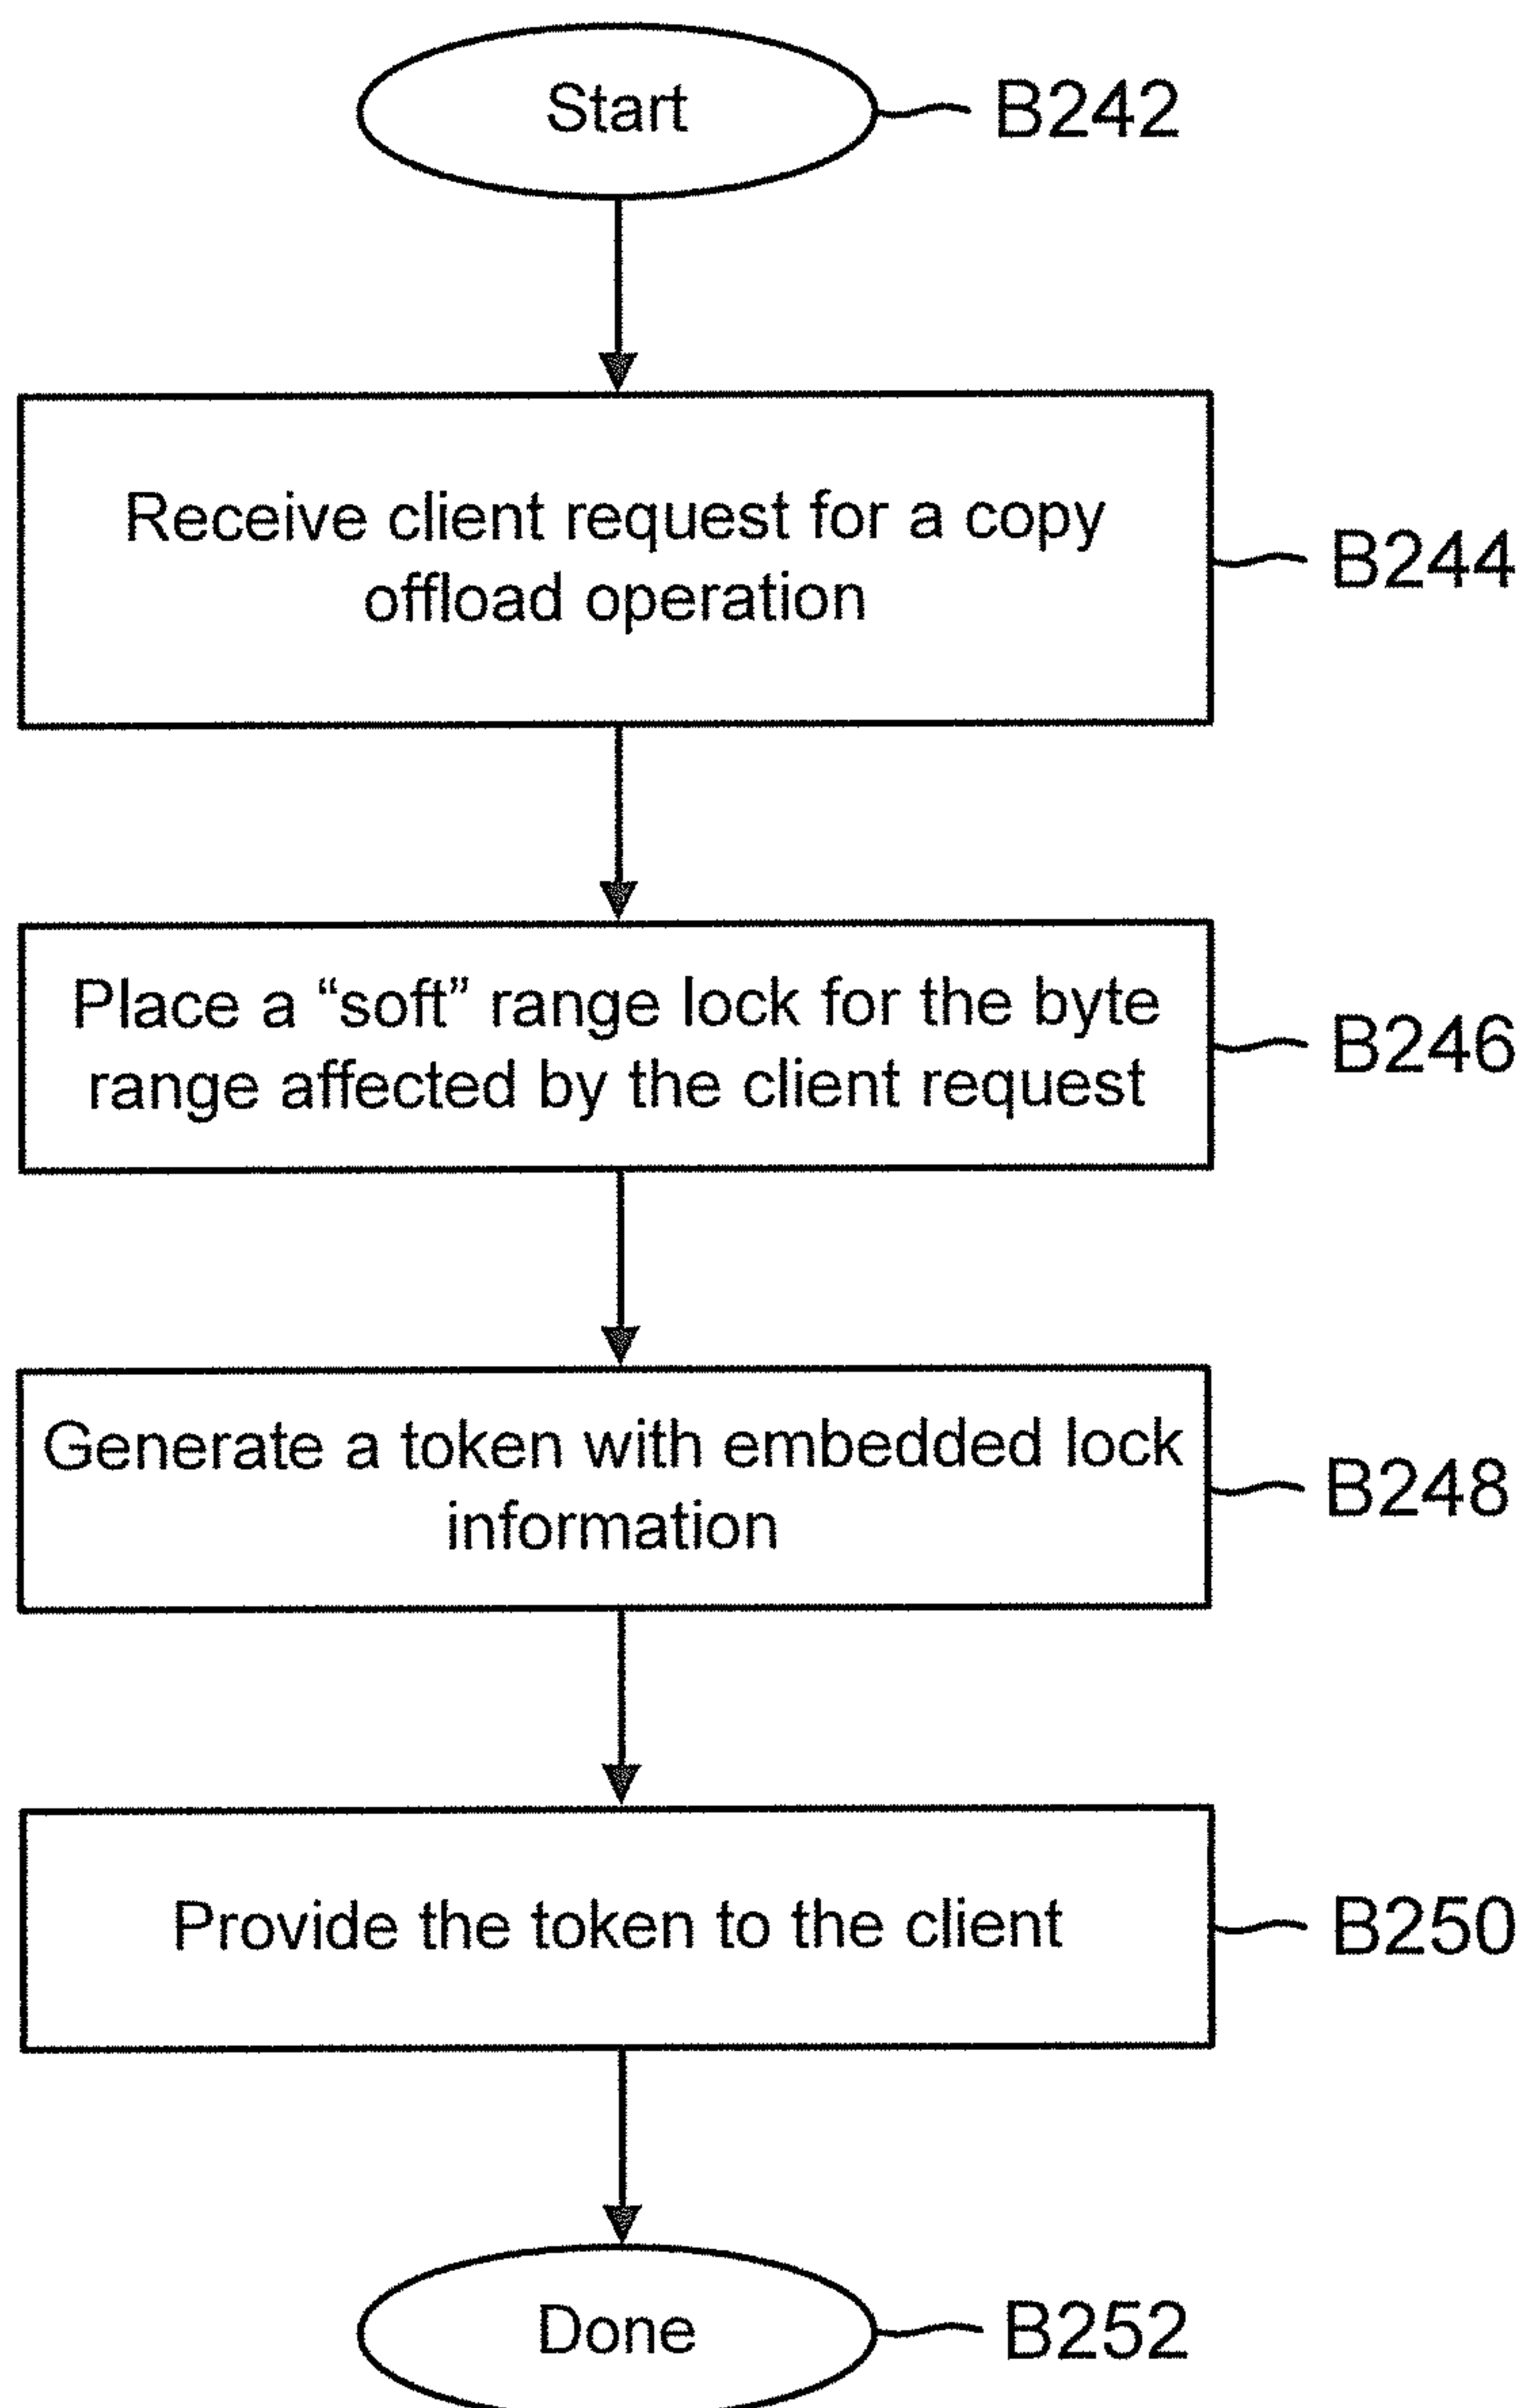 Start
B242
Receive client request for a copy
offload operation
B244
Place a “soft” range lock for the byte
range affected by the client request
B246
Generate a token with embedded lock
information
B248
Provide the token to the client
B250
Done
B252